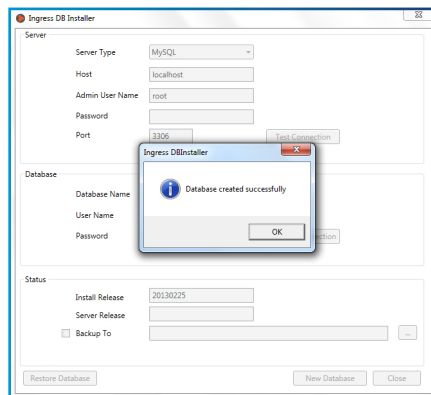 Ingress DB Installer
Server
Server Type MySQL
Host localhost
Admin User Name root
Password
Port 3306 Test Connection
Ingress DBInstaller
Database created successfully
OK
Database
Database Name
User Name
Password
Status
Install Release 20130225
Server Release
Backup To ...
Restore Database New Database Close